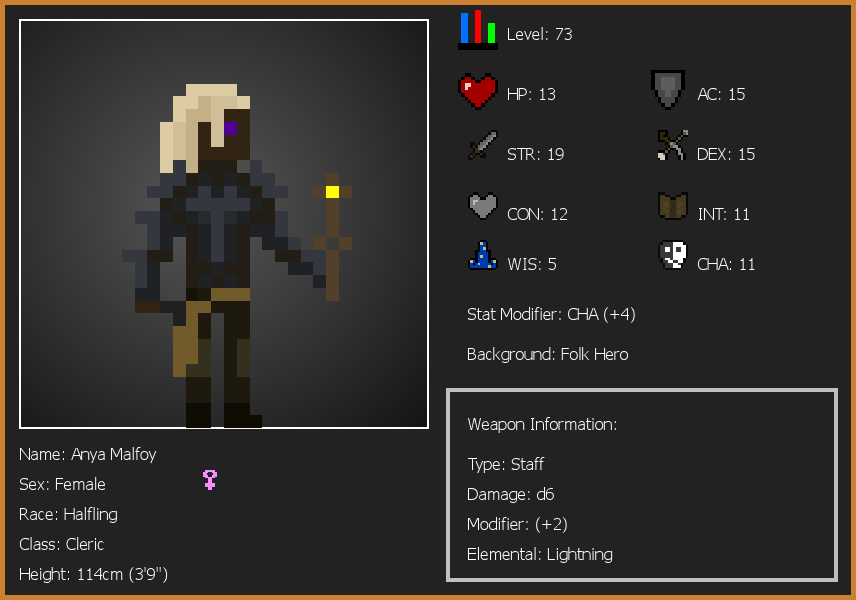 Level: 73
HP: 13
AC: 15
STR: 19
DEX: 15
CON: 12
INT: 11
WIS: 5
CHA: 11
Stat Modifier: CHA (+4)
Background: Folk Hero
Weapon Information:
Type: Staff
Damage: d6
Modifier: (+2)
Elemental: Lightning
Name: Anya Malfoy
Sex: Female
Race: Halfling
Class: Cleric
Height: 114cm (3'9")